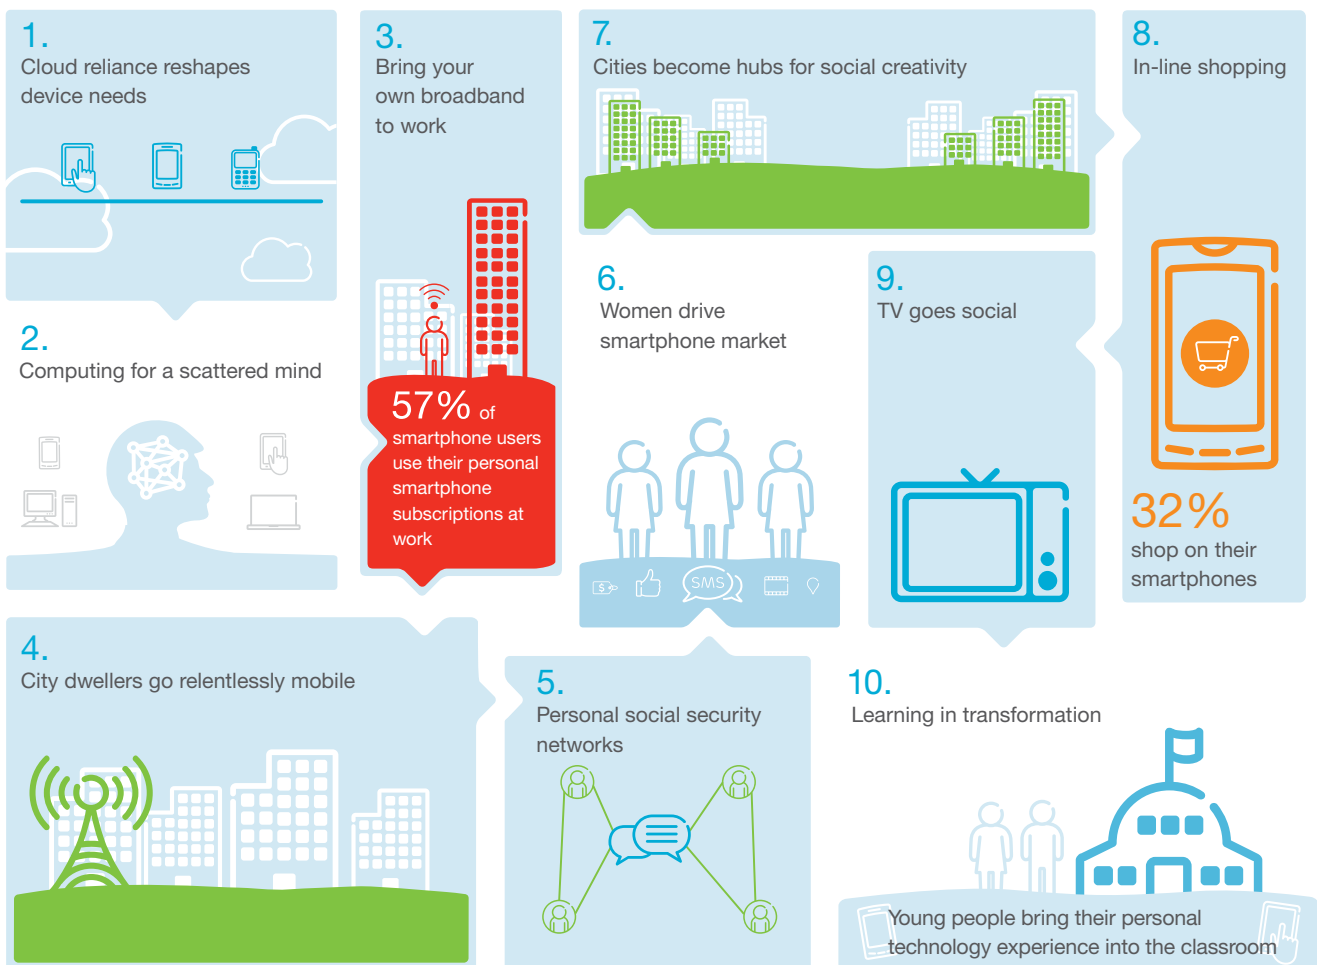 1.
Cloud reliance reshapes
device needs
2.
Computing for a scattered mind
3.
Bring your
own broadband
to work
57% of
smartphone users
use their personal
smartphone
subscriptions at
work
4.
City dwellers go relentlessly mobile
5.
Personal social security
networks
6.
Women drive
smartphone market
$
SMS
7.
Cities become hubs for social creativity
8.
In-line shopping
32%
shop on their
smartphones
9.
TV goes social
10.
Learning in transformation
Young people bring their personal
technology experience into the classroom